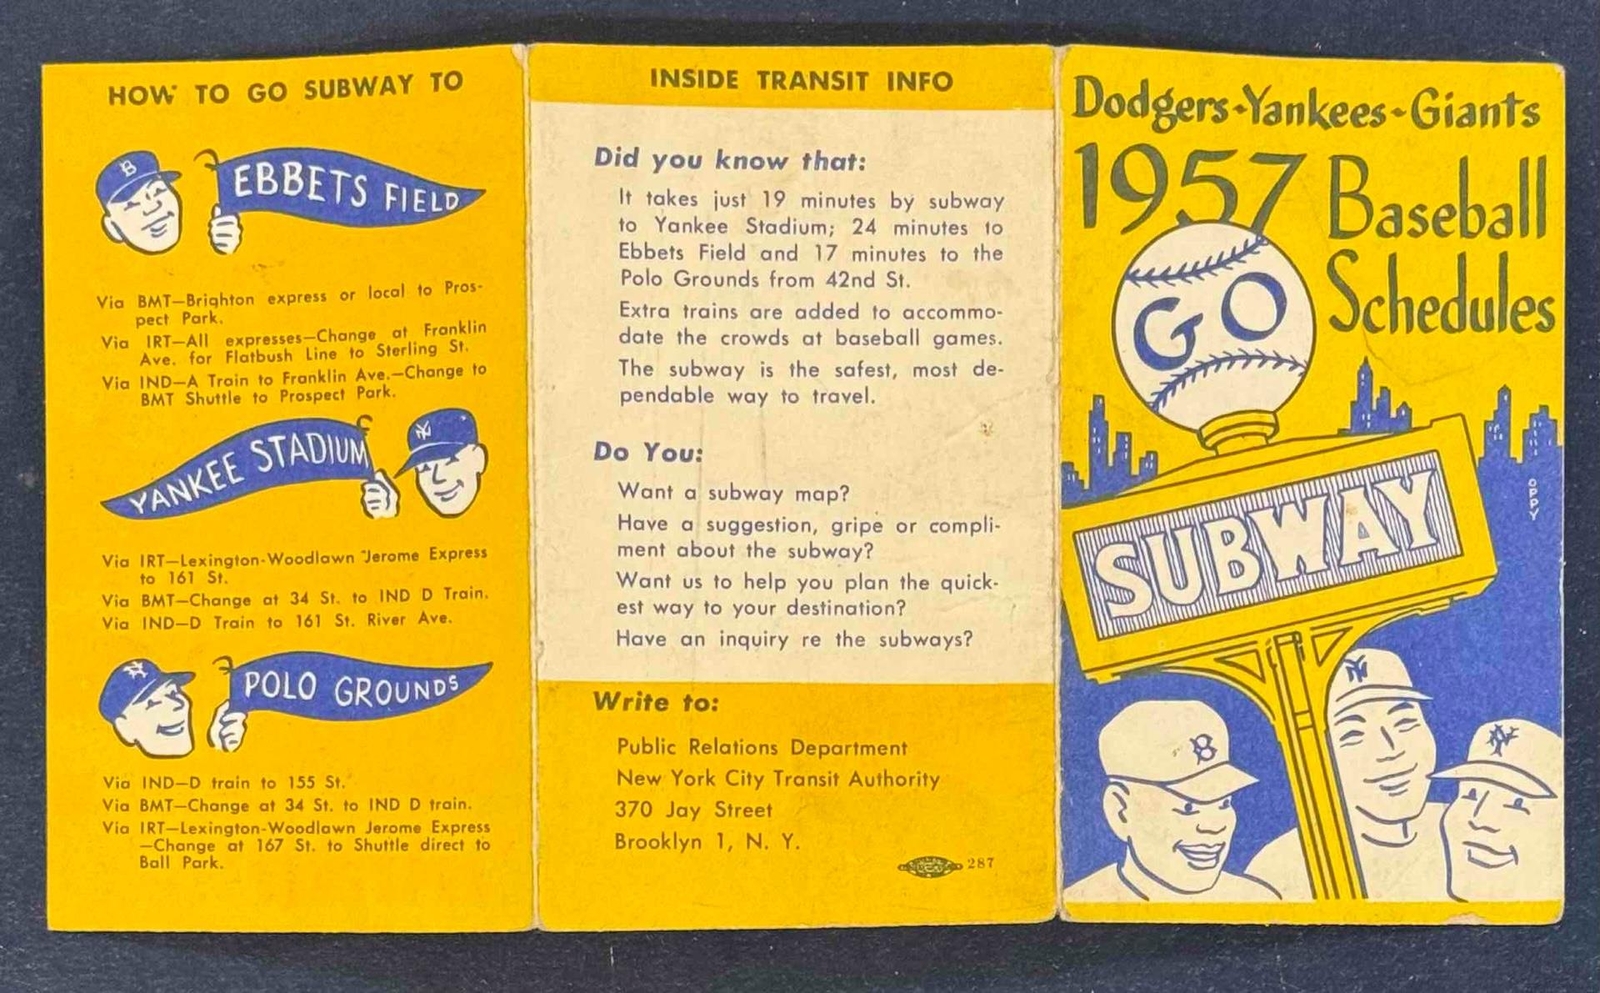 HOW TO GO SUBWAY TO
B
EBBETS FIELD
Via BMT—Brighton express or local to Pros-
pect Park.
Via IRT—All expresses—Change at Franklin
Ave. for Flatbush Line to Sterling St.
Via IND—A Train to Franklin Ave.—Change to
BMT Shuttle to Prospect Park.
YANKEE STADIUM
NY
Via IRT—Lexington-Woodlawn Jerome Express
to 161 St.
Via BMT—Change at 34 St. to IND D Train.
Via IND—D Train to 161 St. River Ave.
NY
POLO GROUNDS
Via IND—D train to 155 St.
Via BMT—Change at 34 St. to IND D train.
Via IRT—Lexington-Woodlawn Jerome Express
—Change at 167 St. to Shuttle direct to
Ball Park.
INSIDE TRANSIT INFO
Did you know that:
It takes just 19 minutes by subway
to Yankee Stadium; 24 minutes to
Ebbets Field and 17 minutes to the
Polo Grounds from 42nd St.
Extra trains are added to accommo-
date the crowds at baseball games.
The subway is the safest, most de-
pendable way to travel.
Do You:
Want a subway map?
Have a suggestion, gripe or compli-
ment about the subway?
Want us to help you plan the quick-
est way to your destination?
Have an inquiry re the subways?
Write to:
Public Relations Department
New York City Transit Authority
370 Jay Street
Brooklyn 1, N. Y.
287
Dodgers-Yankees-Giants
1957 Baseball
Schedules
GO
SUBWAY
OPPY
NY
B
NY